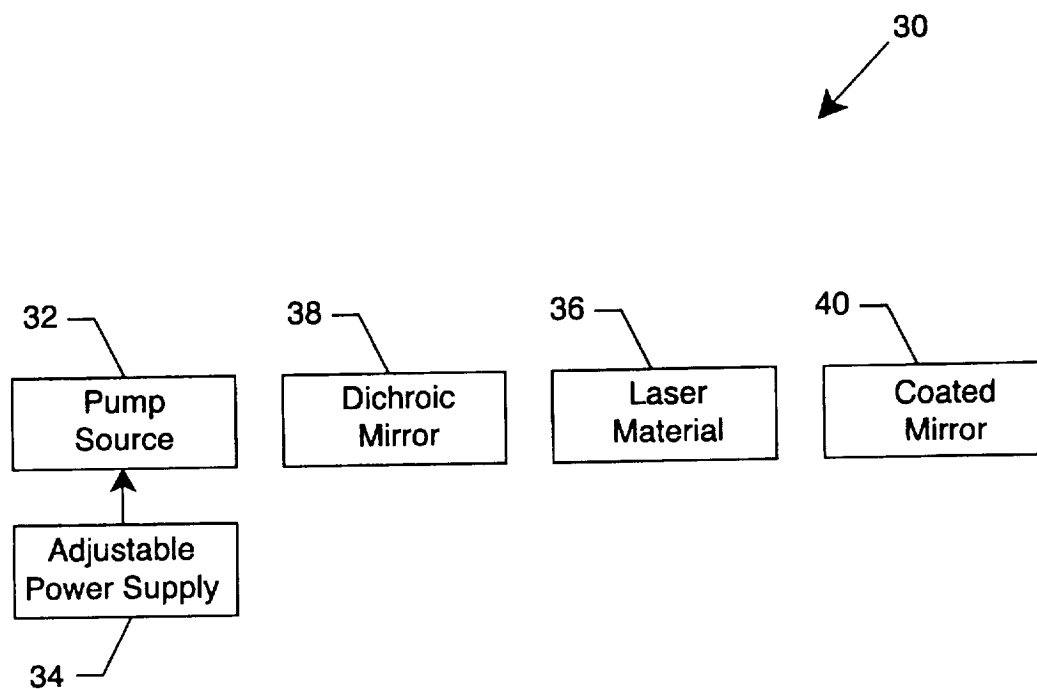 30
32
38
36
40
Pump
Source
Dichroic
Mirror
Laser
Material
Coated
Mirror
Adjustable
Power Supply
34